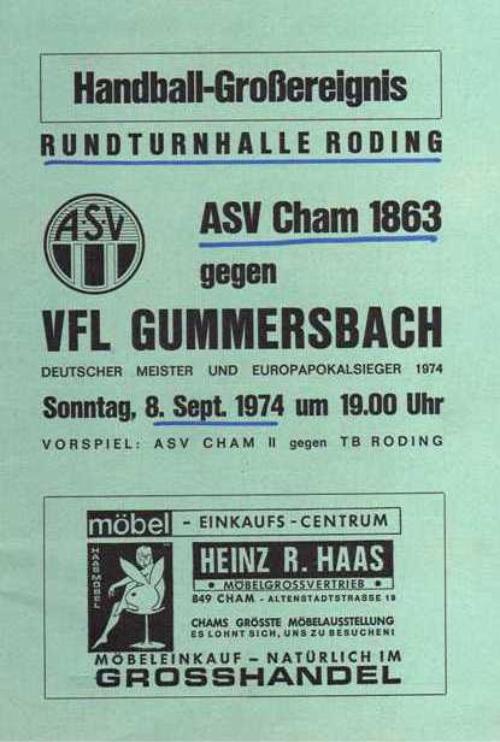 Handball-Großereignis
RUNDTURNHALLE RODING
ASV
ASV Cham 1863
gegen
VFL GUMMERSBACH
DEUTSCHER MEISTER UND EUROPAPOKALSIEGER 1974
Sonntag, 8. Sept. 1974 um 19.00 Uhr
VORSPIEL: ASV CHAM II gegen TB RODING
möbel - EINKAUFS - CENTRUM
HAASMÖBEL
HEINZ R. HAAS
• MÖBELGROSSVERTRIEB •
849 CHAM - ALTENSTADTSTRASSE 19
CHAMS GRÖSSTE MÖBELAUSSTELLUNG
ES LOHNT SICH, UNS ZU BESUCHEN!
MÖBELEINKAUF – NATÜRLICH IM
GROSSHANDEL